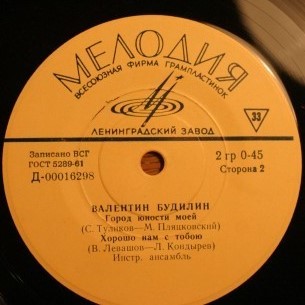 МЕЛОДИЯ
ВСЕСОЮЗНАЯ ФИРМА ГРАМПЛАСТИНОК
33
ЛЕНИНГРАДСКИЙ ЗАВОД
Записано ВСГ
ГОСТ 5289-61
Д-00016298
2 гр 0-45
Сторона 2
ВАЛЕНТИН БУДИЛИН
Город юности моей
(С. Туликов—М. Пляцковский)
Хорошо нам с тобою
(В. Левашов—Л. Кондырев)
Инстр. ансамбль